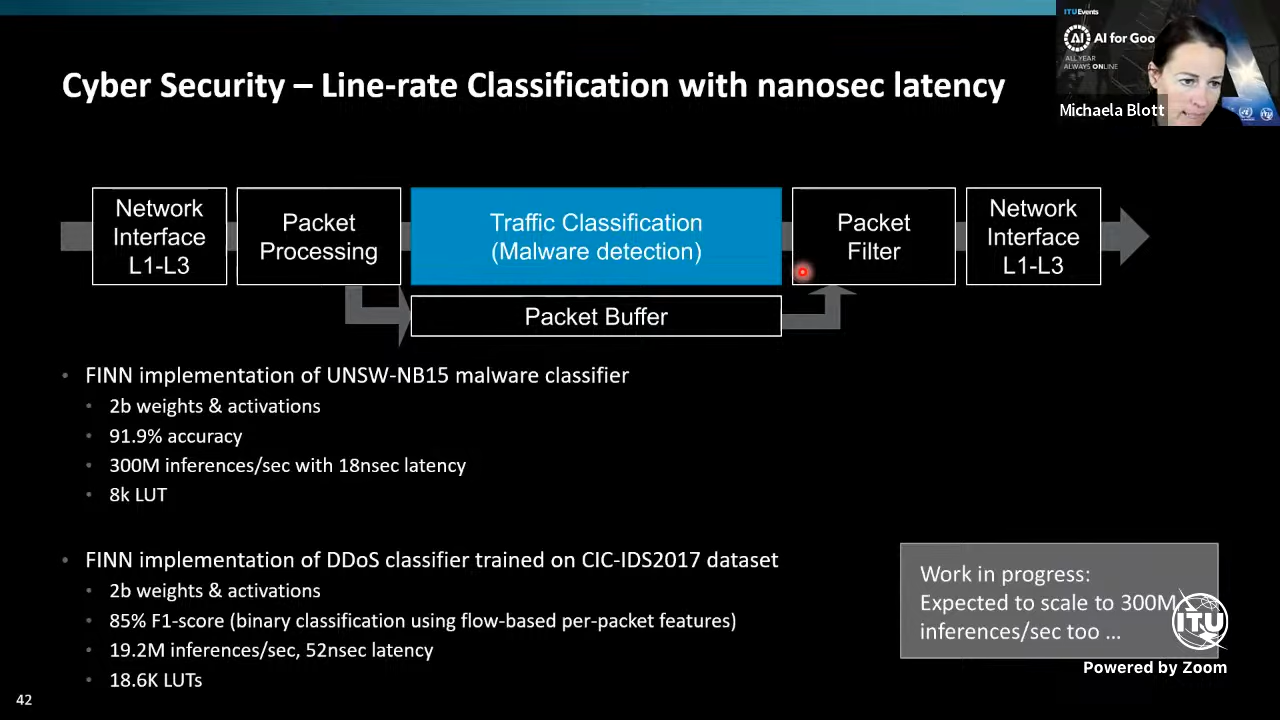 ITUEvents
AI
AI for Goo
ALL YEAR
ALWAYS ONLINE
Michaela Blott
Cyber Security – Line-rate Classification with nanosec latency
Network
Interface
L1-L3
Packet
Processing
Traffic Classification
(Malware detection)
Packet
Filter
Network
Interface
L1-L3
Packet Buffer
• FINN implementation of UNSW-NB15 malware classifier
• 2b weights & activations
• 91.9% accuracy
• 300M inferences/sec with 18nsec latency
• 8k LUT
• FINN implementation of DDoS classifier trained on CIC-IDS2017 dataset
• 2b weights & activations
• 85% F1-score (binary classification using flow-based per-packet features)
• 19.2M inferences/sec, 52nsec latency
• 18.6K LUTs
Work in progress:
Expected to scale to 300M
inferences/sec too ...
ITU
Powered by Zoom
42